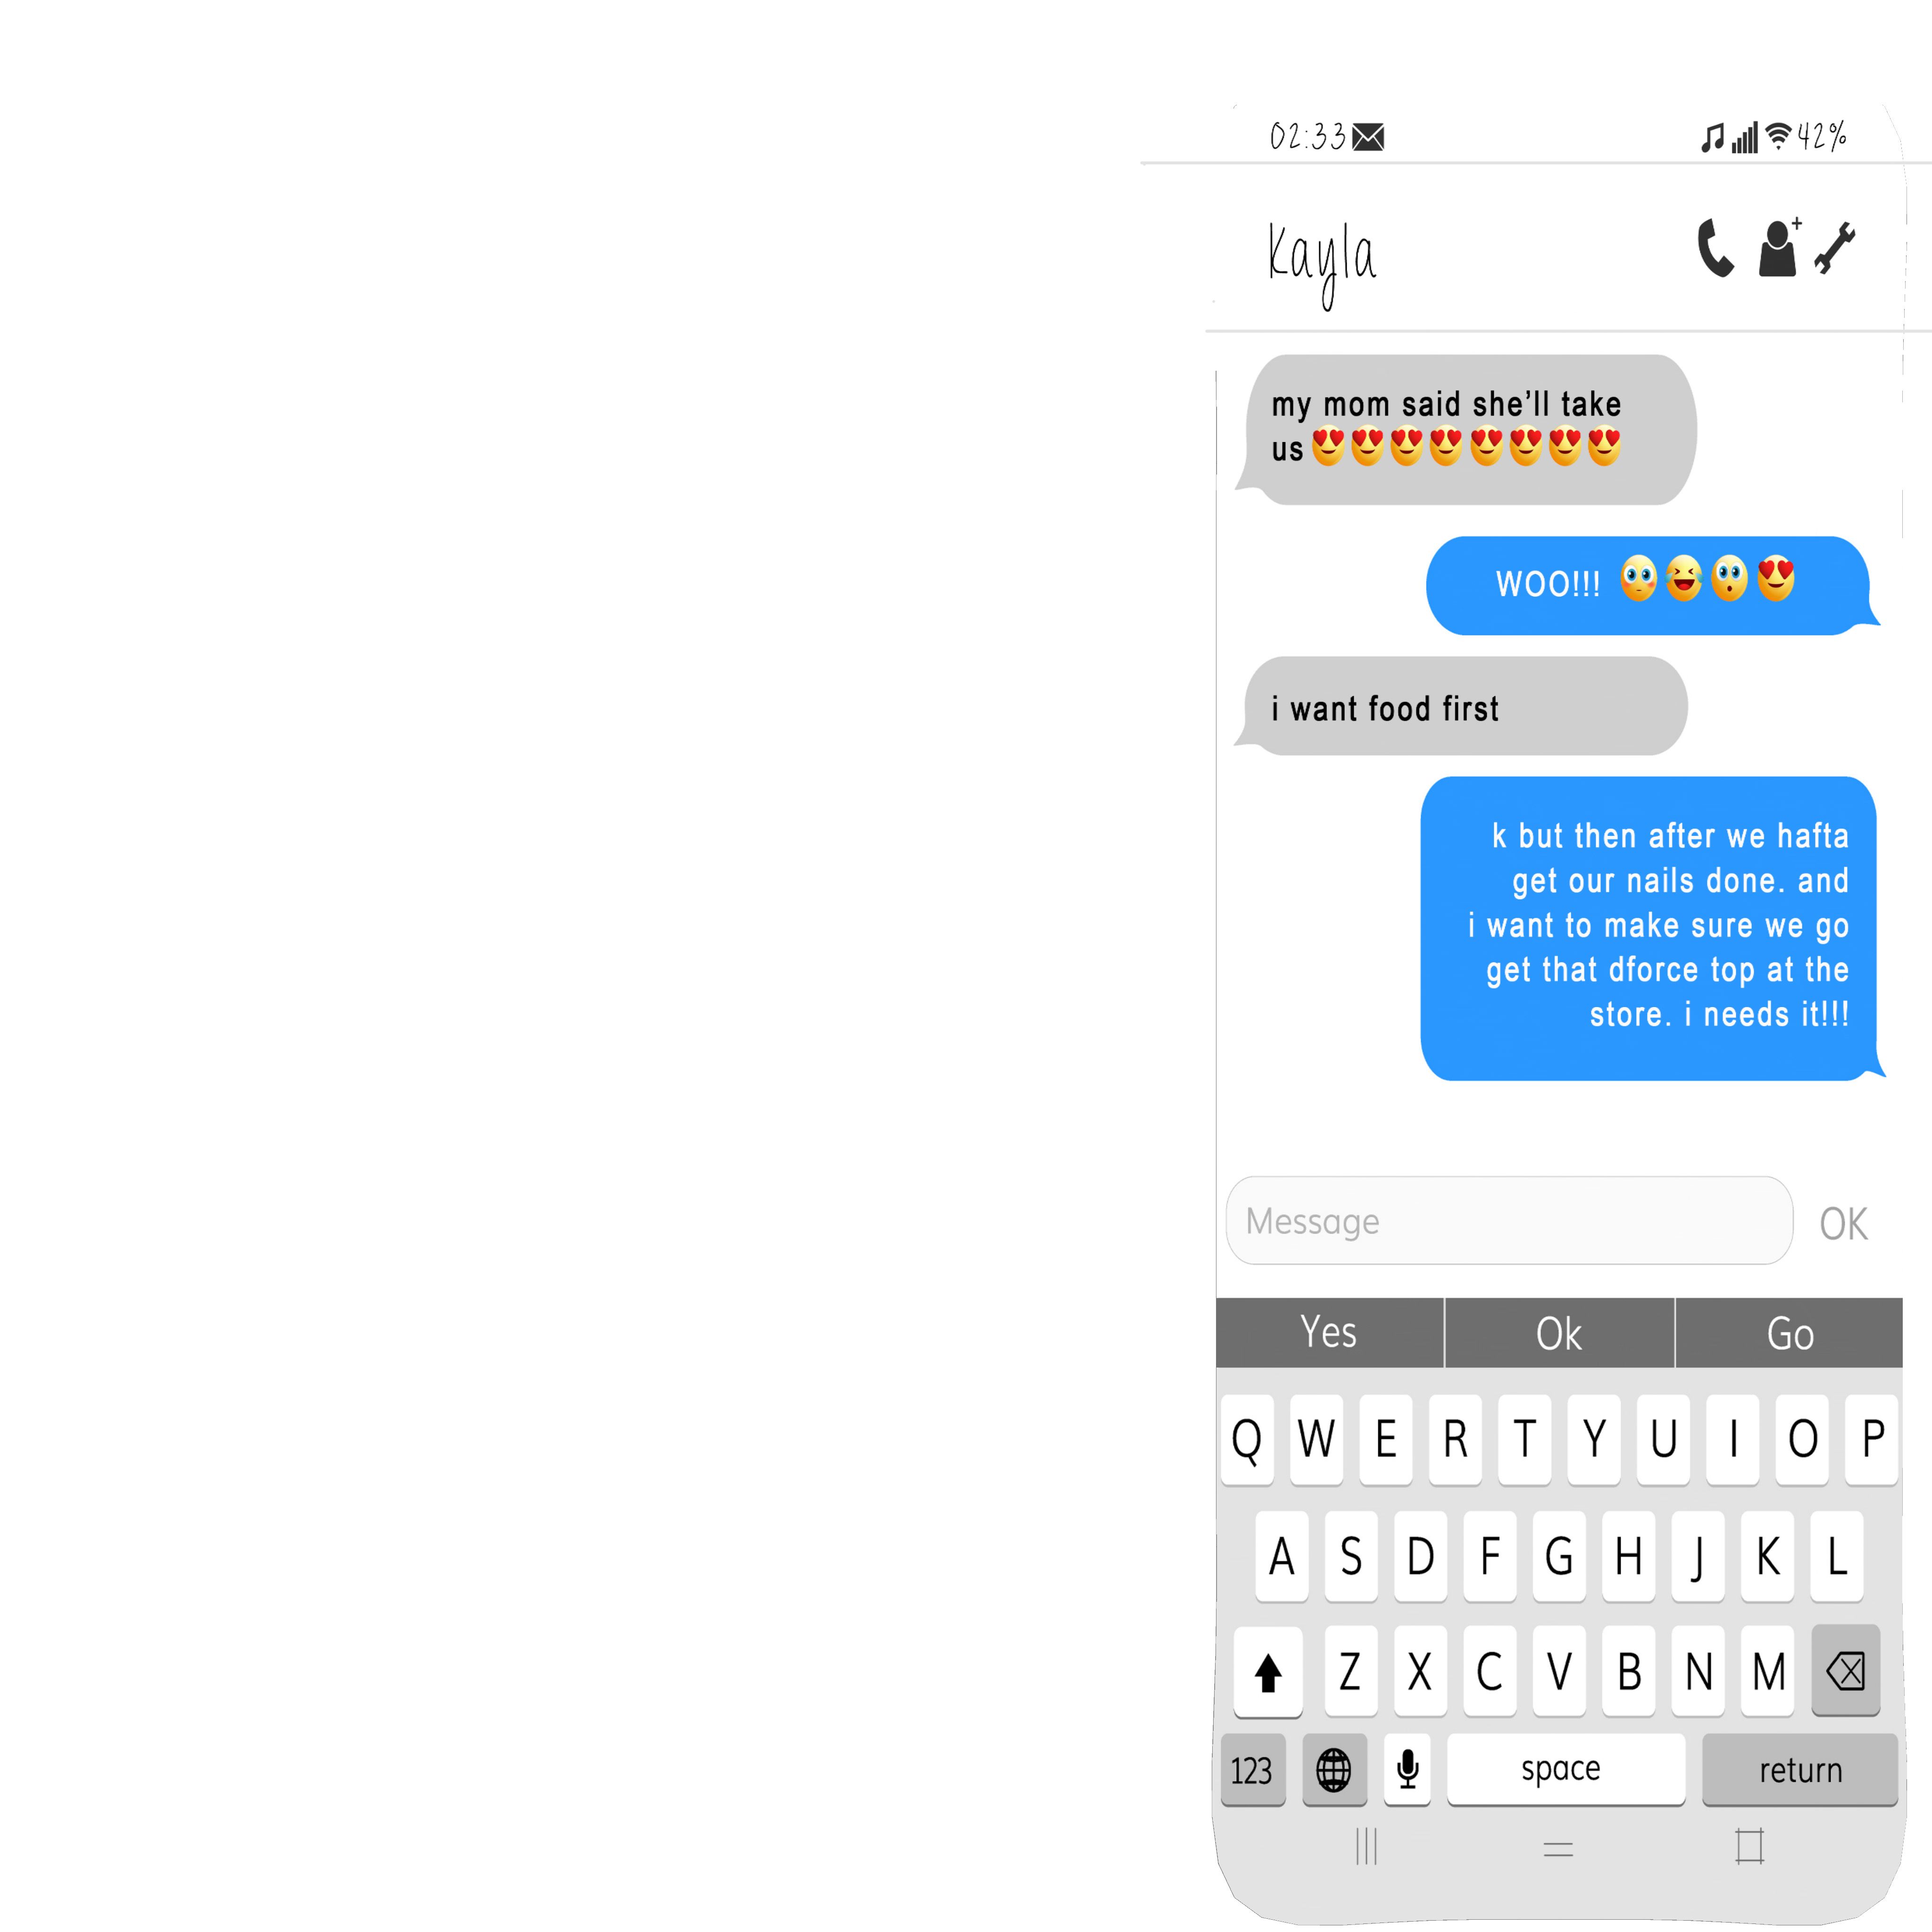 02:33 42%
Kayla
my mom said she’ll take
us 😍😍😍😍😍😍😍😍
WOO!!! 😳😆😯😍
i want food first
k but then after we hafta
get our nails done. and
i want to make sure we go
get that dforce top at the
store. i needs it!!!
Message OK
Yes Ok Go
Q W E R T Y U I O P
A S D F G H J K L
Z X C V B N M
123 space return